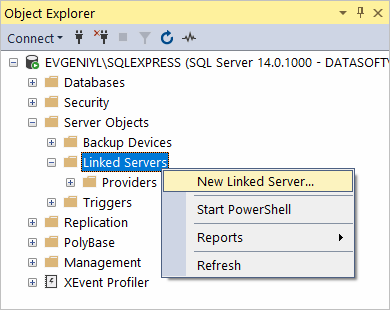 Object Explorer
Connect
EVGENIYL\SQLEXPRESS (SQL Server 14.0.1000 - DATASOFT
Databases
Security
Server Objects
Backup Devices
Linked Servers
Providers
New Linked Server...
Triggers
Start PowerShell
Replication
Reports
PolyBase
Management
Refresh
XEvent Profiler